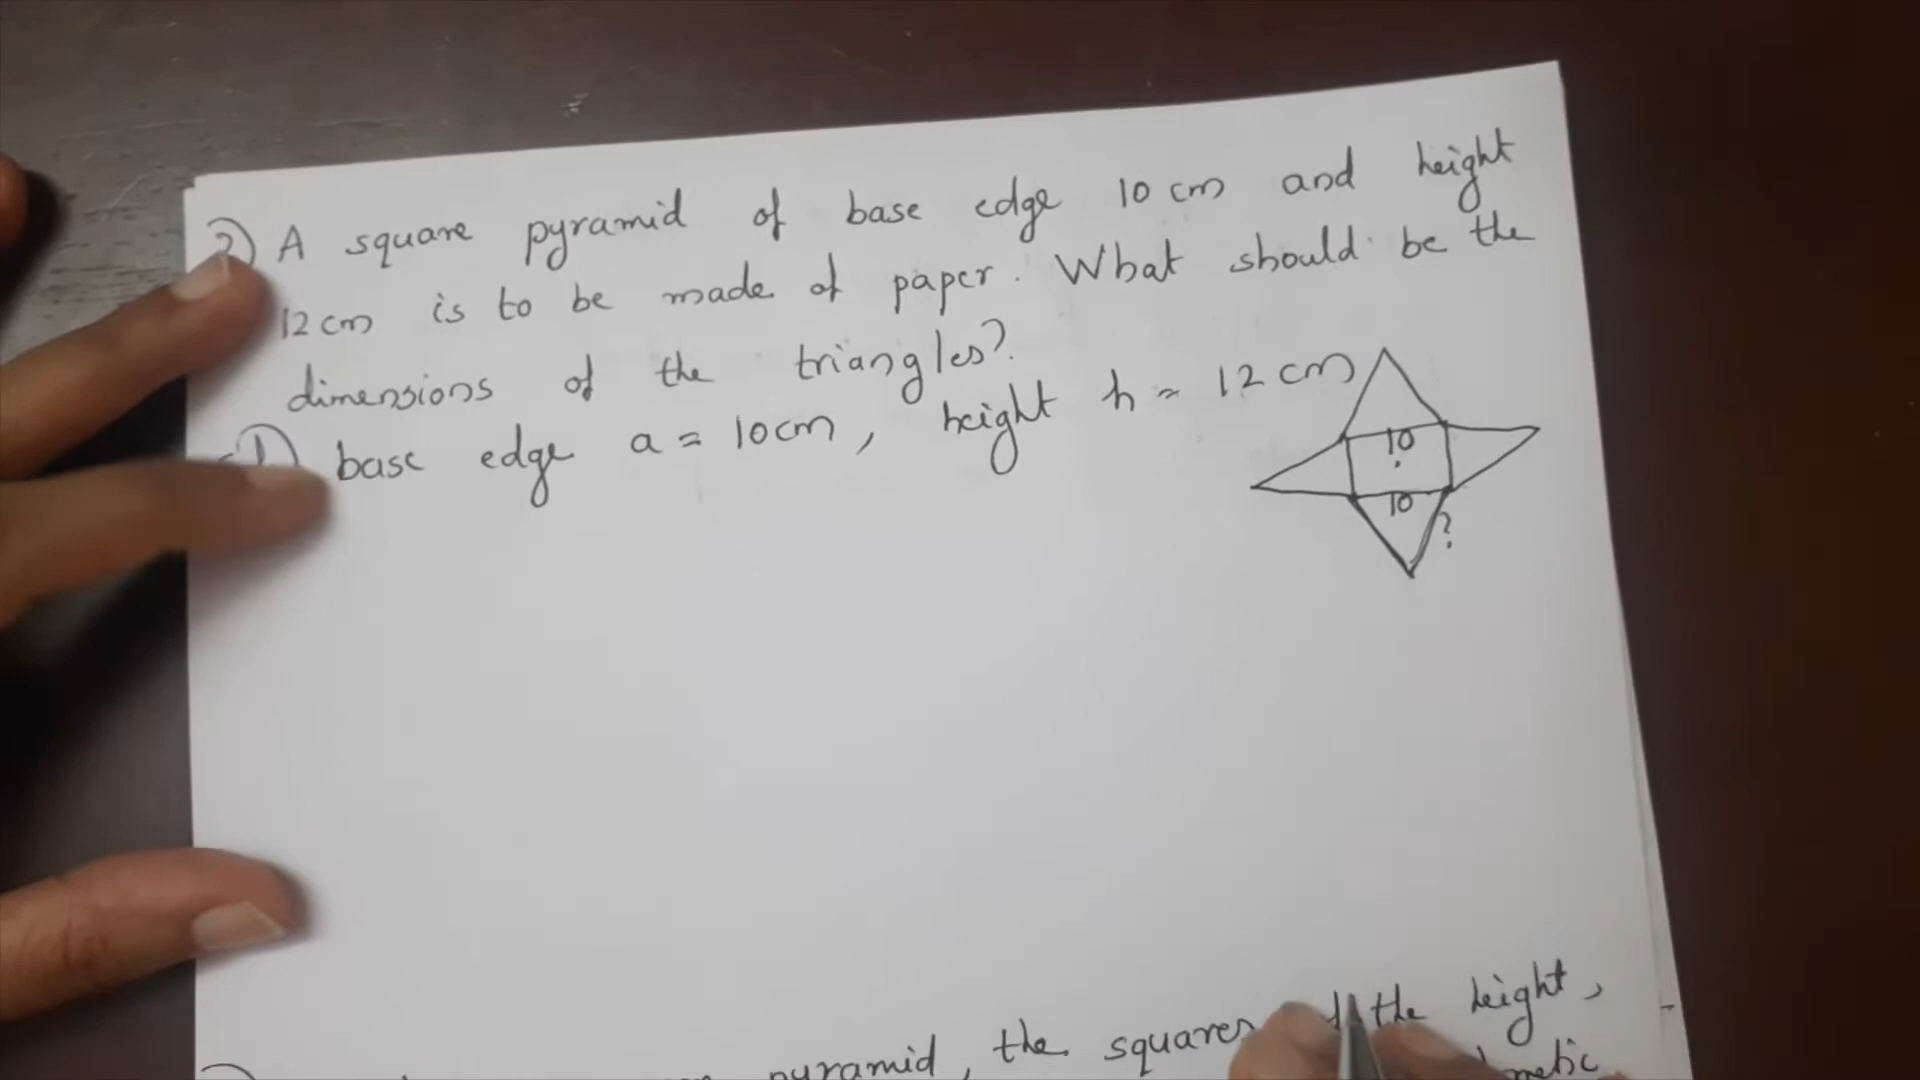 2) A square pyramid of base edge 10 cm and height
12 cm is to be made of paper. What should be the
dimensions of the triangles?
base edge a = 10cm, height h = 12 cm
10
10
?
pyramid, the squares the height,